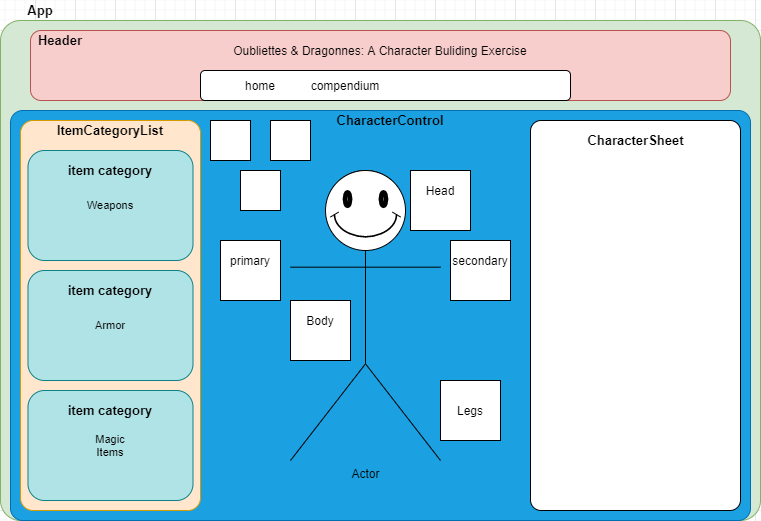 App
Header
Oubliettes & Dragonnes: A Character Buliding Exercise
home compendium
CharacterControl
ItemCategoryList
item category
Weapons
item category
Armor
item category
Magic
Items
Head
primary
secondary
Body
Legs
Actor
CharacterSheet